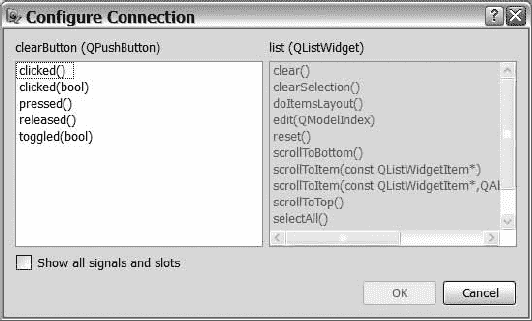 Configure Connection
clearButton (QPushButton)
clicked()
clicked(bool)
pressed()
released()
toggled(bool)
list (QListWidget)
clear()
clearSelection()
doItemsLayout()
edit(QModelIndex)
reset()
scrollToBottom()
scrollToItem(const QListWidgetItem*)
scrollToItem(const QListWidgetItem*,QAb
scrollToTop()
selectAll()
Show all signals and slots
OK
Cancel